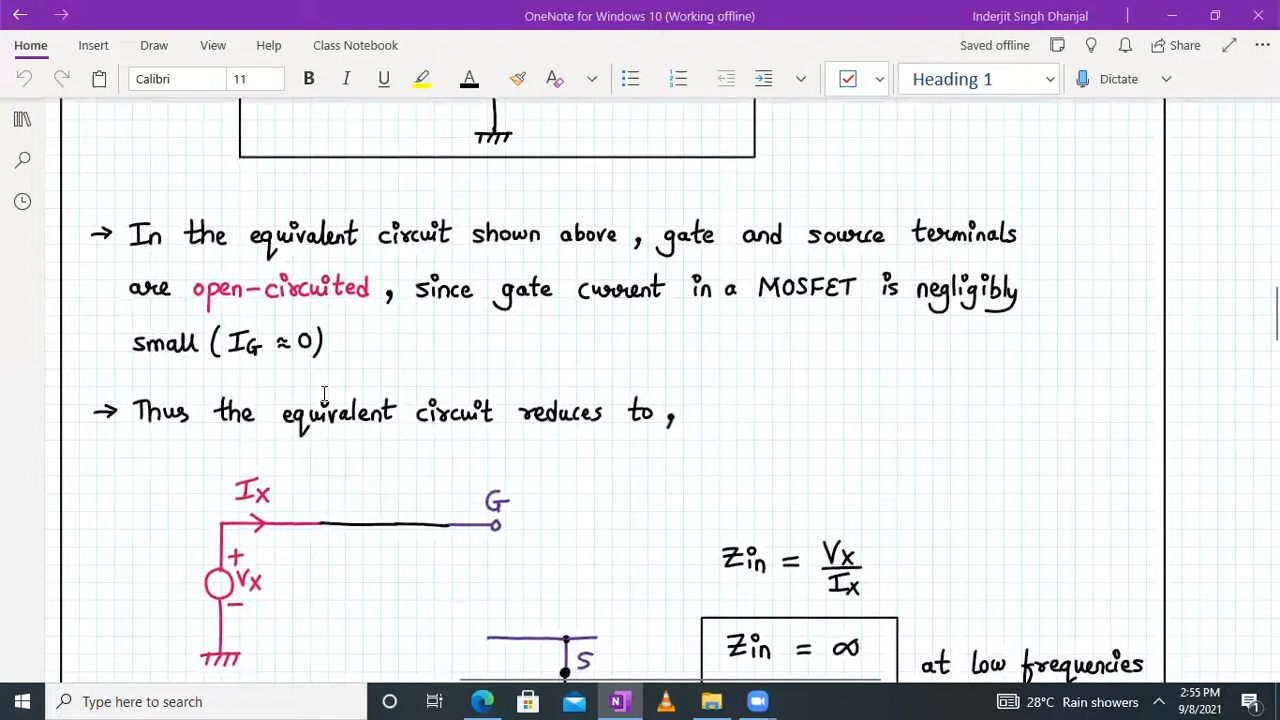 OneNote for Windows 10 (Working offline)
Inderjit Singh Dhanjal
Home Insert Draw View Help Class Notebook
Saved offline
Share
Calibri 11 B I U A Heading 1 Dictate
→ In the equivalent circuit shown above, gate and source terminals
are open-circuited, since gate current in a MOSFET is negligibly
small (IG ≈ 0)
→ Thus the equivalent circuit reduces to,
IX
G
+
VX
-
Zin = VX / IX
S
Zin = ∞
at low frequencies
Type here to search
28°C Rain showers
2:55 PM
9/8/2021
1